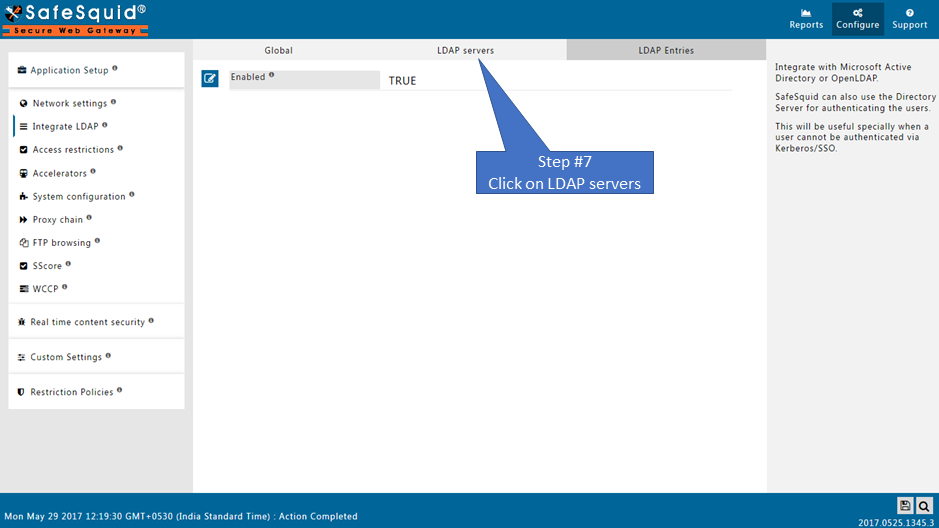 SafeSquid®
Secure Web Gateway
Reports
Configure
Support
Application Setup
Network settings
Integrate LDAP
Access restrictions
Accelerators
System configuration
Proxy chain
FTP browsing
SScore
WCCP
Real time content security
Custom Settings
Restriction Policies
Global
LDAP servers
LDAP Entries
Enabled
TRUE
Step #7
Click on LDAP servers
Integrate with Microsoft Active
Directory or OpenLDAP.
SafeSquid can also use the Directory
Server for authenticating the users.
This will be useful specially when a
user cannot be authenticated via
Kerberos/SSO.
Mon May 29 2017 12:19:30 GMT+0530 (India Standard Time) : Action Completed
2017.0525.1345.3